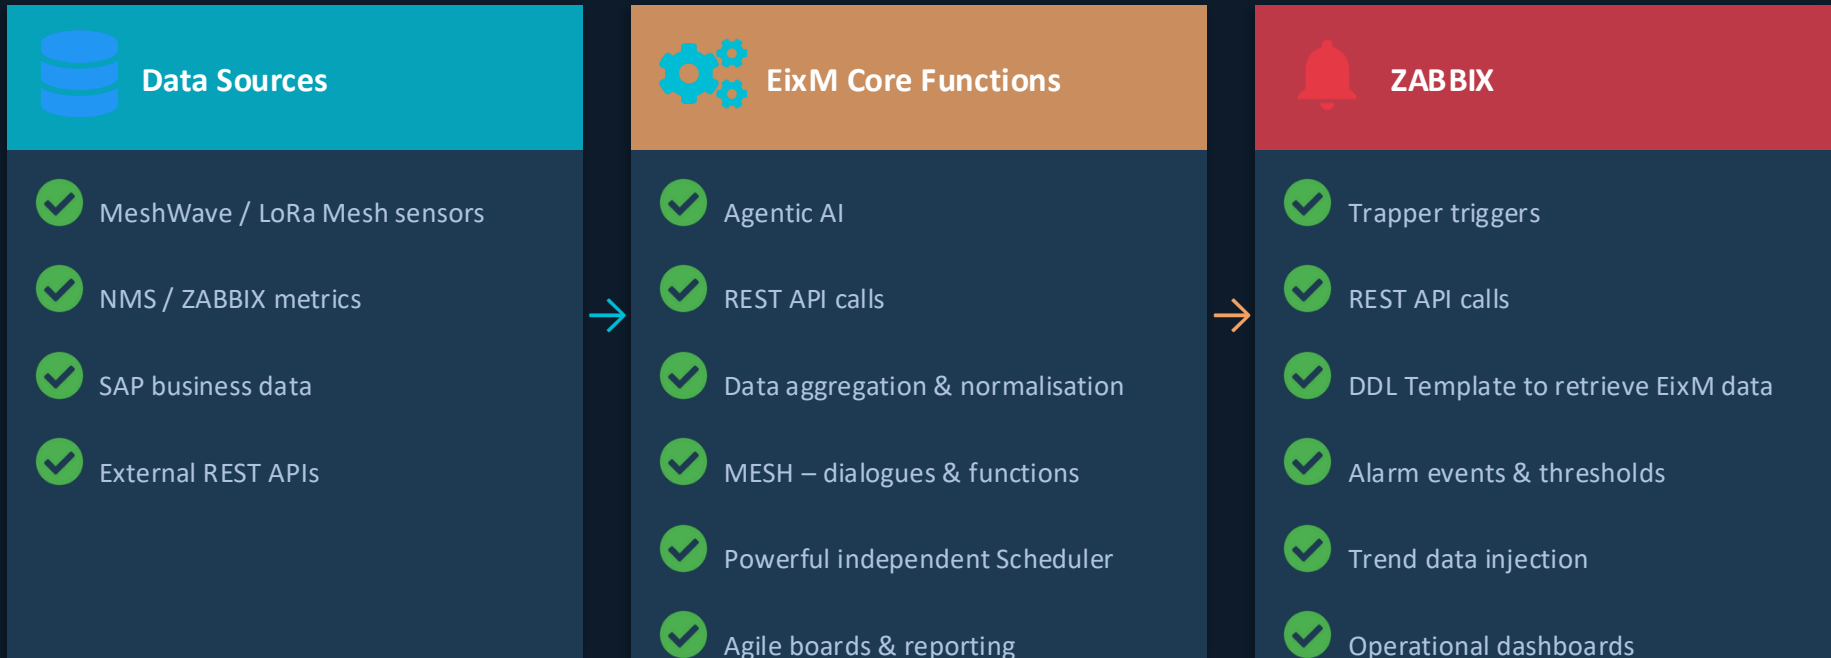 Data Sources
MeshWave / LoRa Mesh sensors
NMS / ZABBIX metrics
SAP business data
External REST APIs
EixM Core Functions
Agentic AI
REST API calls
Data aggregation & normalisation
MESH – dialogues & functions
Powerful independent Scheduler
Agile boards & reporting
ZABBIX
Trapper triggers
REST API calls
DDL Template to retrieve EixM data
Alarm events & thresholds
Trend data injection
Operational dashboards